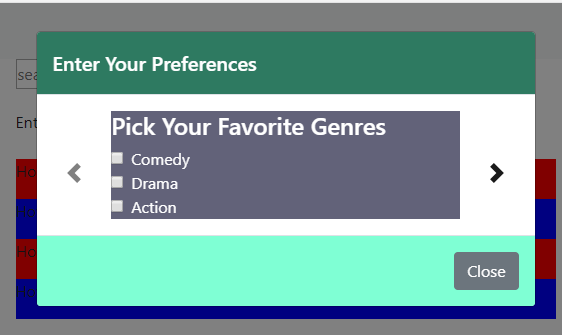 Enter Your Preferences
sea
Ent
Pick Your Favorite Genres
Comedy
Drama
Action
Ho
Ho
Close